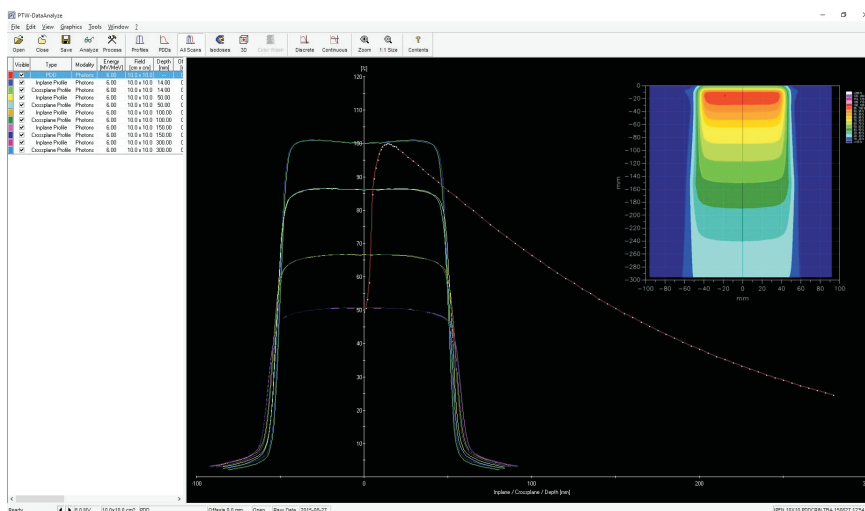 PTW-DataAnalyze
File Edit View Graphics Tools Window ?
Open Close Save Analyze Process Profiles PDDs All Scans Isodoses 3D Color Wash Discrete Continuous Zoom 1:1 Size Contents
Visible Type Modality Energy [MV/MeV] Field [cm x cm] Depth [mm]
PDD Photons 6.00 10.0 x 10.0
Inplane Profile Photons 6.00 10.0 x 10.0 14.00
Crossplane Profile Photons 6.00 10.0 x 10.0 14.00
Inplane Profile Photons 6.00 10.0 x 10.0 50.00
Crossplane Profile Photons 6.00 10.0 x 10.0 50.00
Inplane Profile Photons 6.00 10.0 x 10.0 100.00
Crossplane Profile Photons 6.00 10.0 x 10.0 100.00
Inplane Profile Photons 6.00 10.0 x 10.0 150.00
Crossplane Profile Photons 6.00 10.0 x 10.0 150.00
Inplane Profile Photons 6.00 10.0 x 10.0 300.00
Crossplane Profile Photons 6.00 10.0 x 10.0 300.00
[%]
120
110
100
90
80
70
60
50
40
30
20
10
-100 0 100 200
Inplane / Crossplane / Depth [mm]
0
-20
-40
-60
-80
-100
-120
-140
-160
-180
-200
-220
-240
-260
-280
-300
mm
-100 -80 -60 -40 -20 0 20 40 60 80 100
mm
Ready 6.0 MV 10.0x10.0 cm2 PDD Offaxis 0.0 mm Open Raw Data 2015-08-27